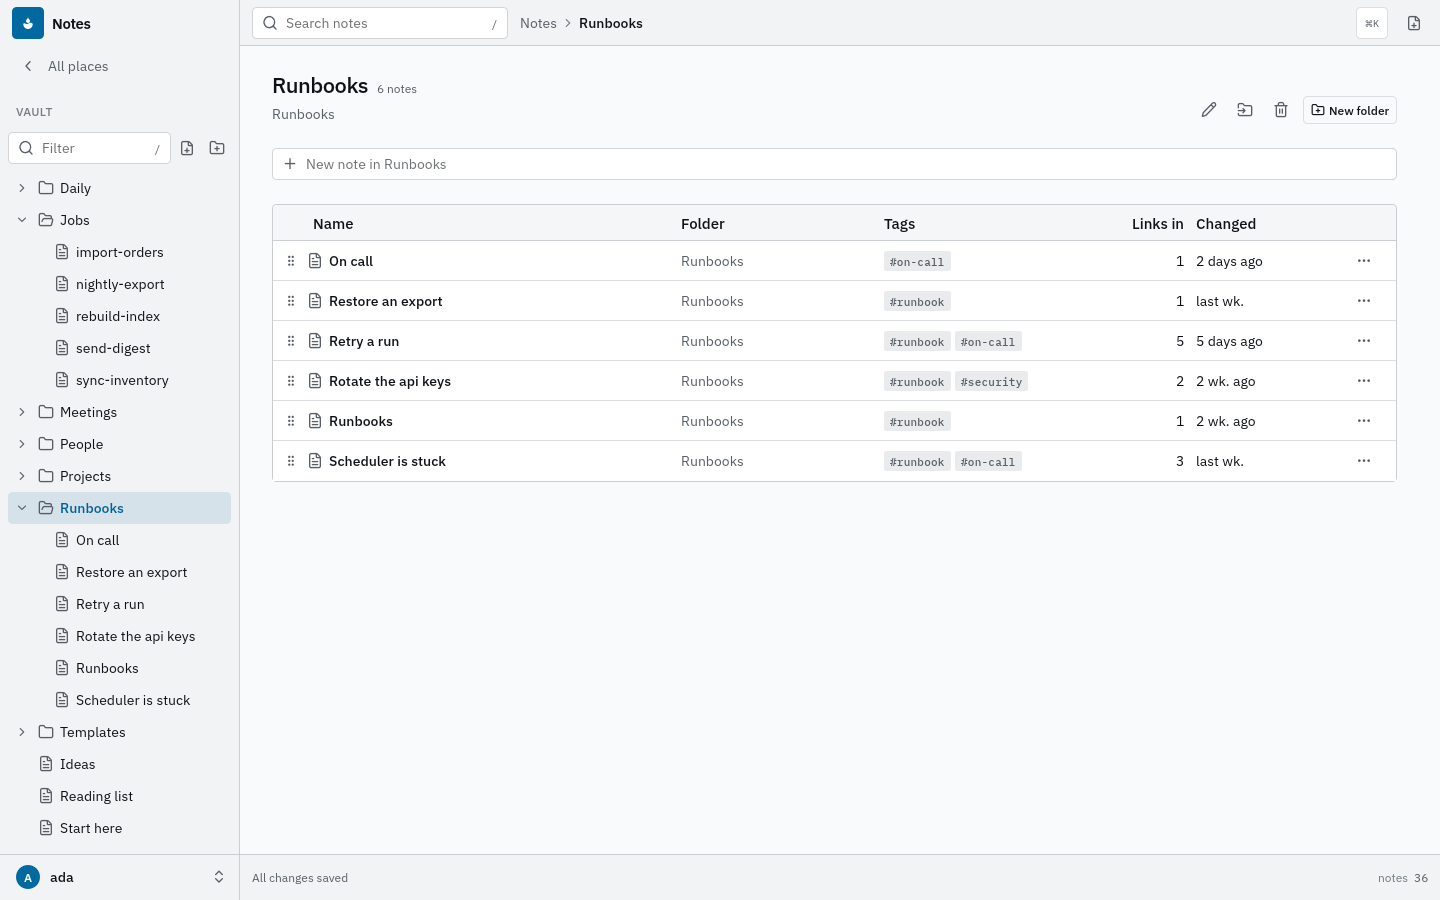 Notes
All places
VAULT
Filter /
Daily
Jobs
import-orders
nightly-export
rebuild-index
send-digest
sync-inventory
Meetings
People
Projects
Runbooks
On call
Restore an export
Retry a run
Rotate the api keys
Runbooks
Scheduler is stuck
Templates
Ideas
Reading list
Start here
A ada
Search notes /
Notes > Runbooks
⌘K
Runbooks 6 notes
Runbooks
New folder
New note in Runbooks
Name Folder Tags Links in Changed
On call Runbooks #on-call 1 2 days ago
Restore an export Runbooks #runbook 1 last wk.
Retry a run Runbooks #runbook #on-call 5 5 days ago
Rotate the api keys Runbooks #runbook #security 2 2 wk. ago
Runbooks Runbooks #runbook 1 2 wk. ago
Scheduler is stuck Runbooks #runbook #on-call 3 last wk.
All changes saved
notes 36